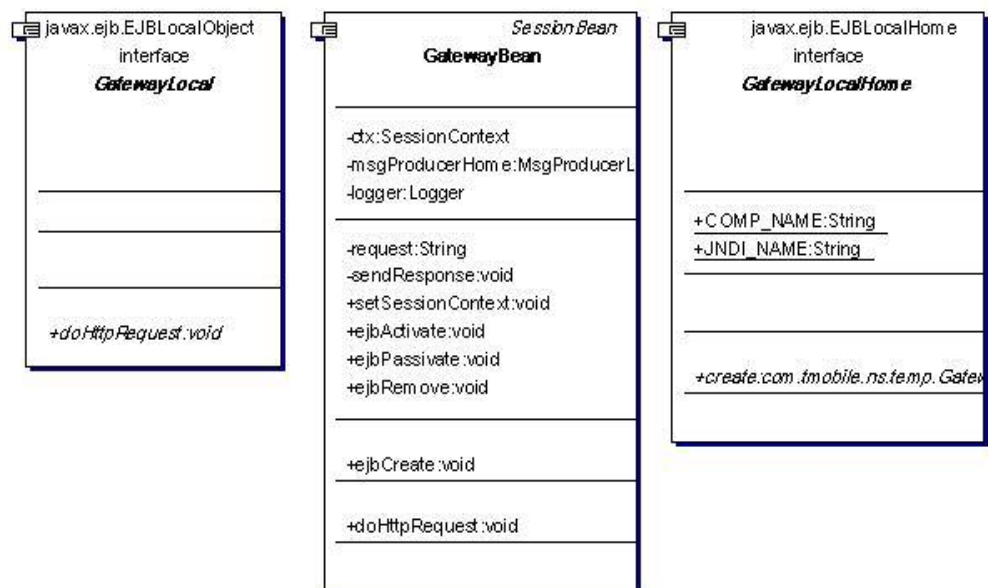 javax.ejb.EJBLocalObject
interface
GatewayLocal
+doHttpRequest:void
SessionBean
GatewayBean
-ctx:SessionContext
-msgProducerHome:MsgProducerL
-logger:Logger
-request:String
-sendResponse:void
+setSessionContext:void
+ejbActivate:void
+ejbPassivate:void
+ejbRemove:void
+ejbCreate:void
+doHttpRequest:void
javax.ejb.EJBLocalHome
interface
GatewayLocalHome
+COMP_NAME:String
+JNDI_NAME:String
+create:com.tmobile.ns.temp.Gatew